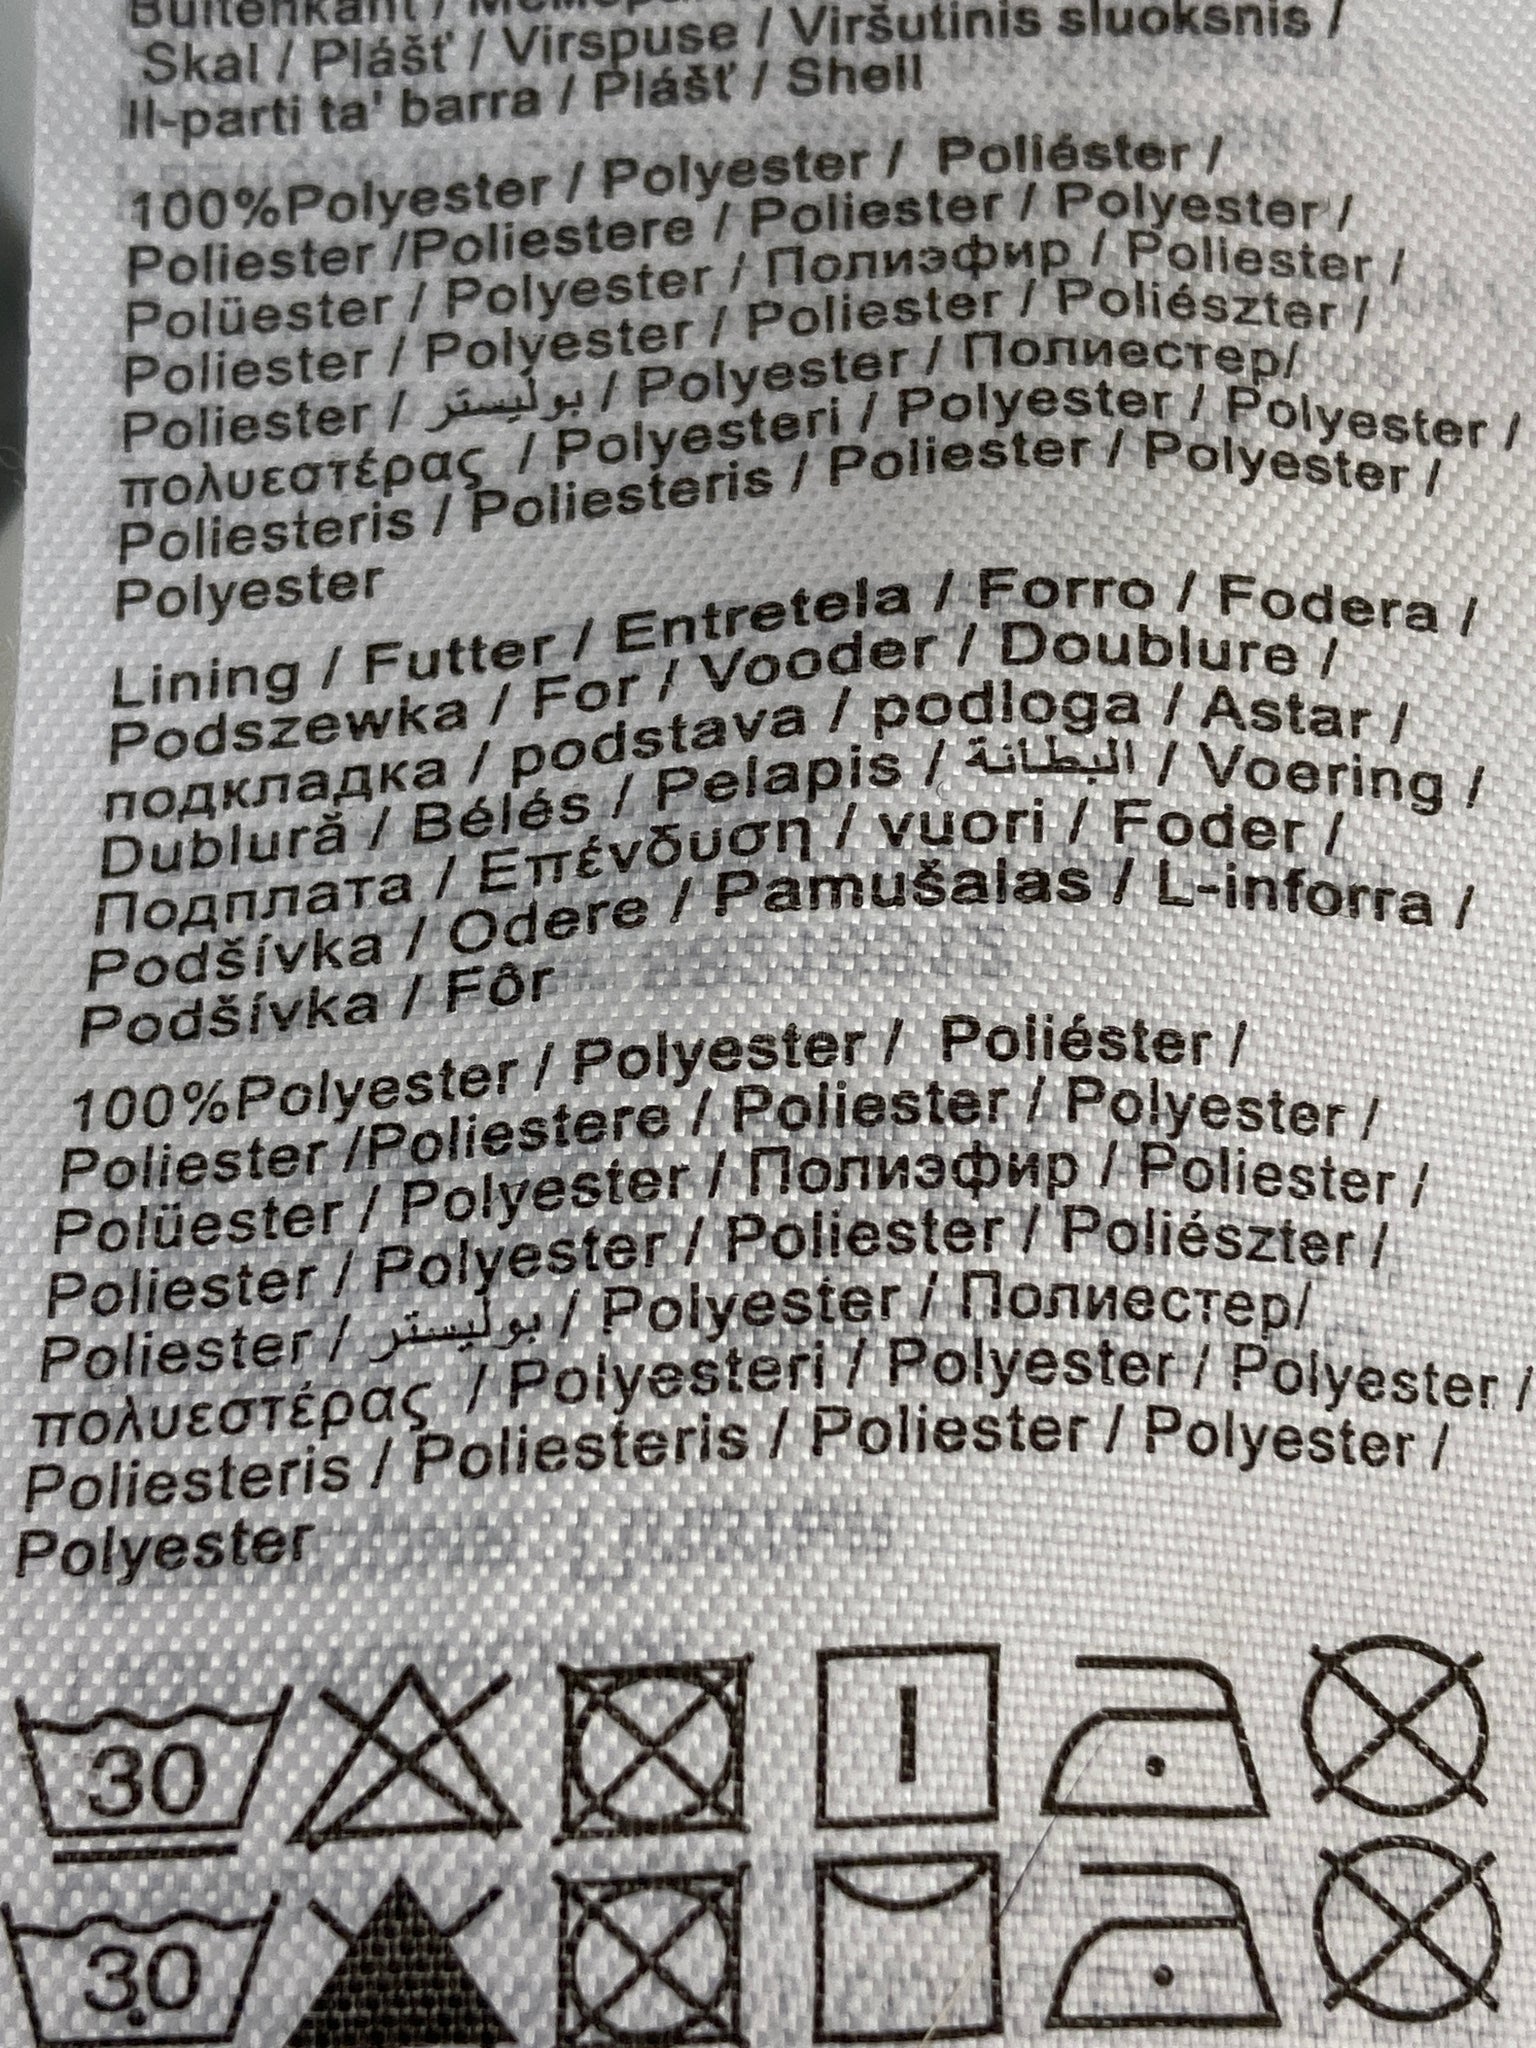 Buitenkant /
Skal / Plášť / Virspuse / Viršutinis sluoksnis /
Il-parti ta' barra / Plášť / Shell
100%Polyester / Polyester / Poliéster /
Poliester /Poliestere / Poliester / Polyester /
Polüester / Polyester / Полиэфир / Poliester /
Poliester / Polyester / Poliester / Poliészter /
Poliester / بوليستر / Polyester / Полиестер/
πολυεστέρας / Polyesteri / Polyester / Polyester /
Poliesteris / Poliesteris / Poliester / Polyester /
Polyester
Lining / Futter / Entretela / Forro / Fodera /
Podszewka / For / Vooder / Doublure /
подкладка / podstava / podloga / Astar /
Dublură / Bélés / Pelapis / البطانة / Voering /
Подплата / Επένδυση / vuori / Foder /
Podšívka / Odere / Pamušalas / L-inforra /
Podšívka / Fôr
100%Polyester / Polyester / Poliéster /
Poliester /Poliestere / Poliester / Polyester /
Polüester / Polyester / Полиэфир / Poliester /
Poliester / Polyester / Poliester / Poliészter /
Poliester / بوليستر / Polyester / Полиестер/
πολυεστέρας / Polyesteri / Polyester / Polyester /
Poliesteris / Poliesteris / Poliester / Polyester /
Polyester
30
30